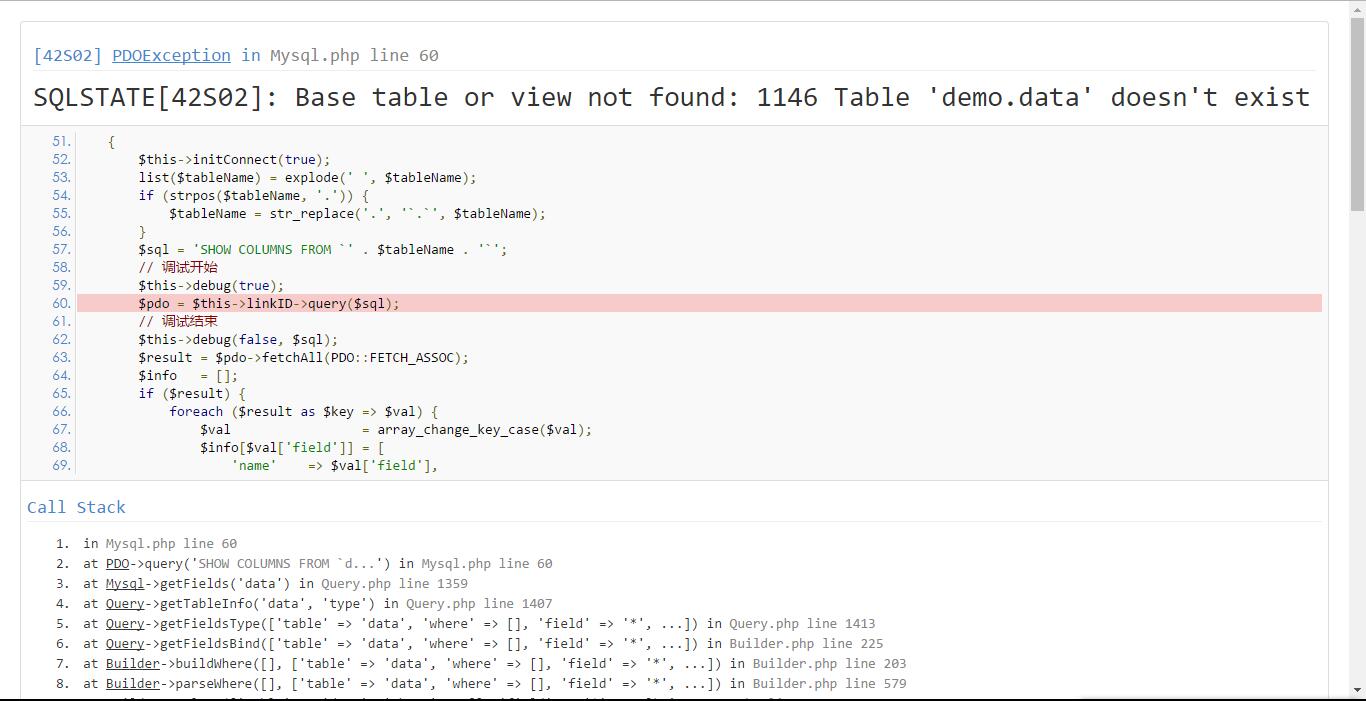 [42S02] PDOException in Mysql.php line 60
SQLSTATE[42S02]: Base table or view not found: 1146 Table 'demo.data' doesn't exist
51. {
52. $this->initConnect(true);
53. list($tableName) = explode(' ', $tableName);
54. if (strpos($tableName, '.')) {
55. $tableName = str_replace('.', '`.`', $tableName);
56. }
57. $sql = 'SHOW COLUMNS FROM `' . $tableName . '`';
58. // 调试开始
59. $this->debug(true);
60. $pdo = $this->linkID->query($sql);
61. // 调试结束
62. $this->debug(false, $sql);
63. $result = $pdo->fetchAll(PDO::FETCH_ASSOC);
64. $info = [];
65. if ($result) {
66. foreach ($result as $key => $val) {
67. $val = array_change_key_case($val);
68. $info[$val['field']] = [
69. 'name' => $val['field'],
Call Stack
1. in Mysql.php line 60
2. at PDO->query('SHOW COLUMNS FROM `d...') in Mysql.php line 60
3. at Mysql->getFields('data') in Query.php line 1359
4. at Query->getTableInfo('data', 'type') in Query.php line 1407
5. at Query->getFieldsType(['table' => 'data', 'where' => [], 'field' => '*', ...]) in Query.php line 1413
6. at Query->getFieldsBind(['table' => 'data', 'where' => [], 'field' => '*', ...]) in Builder.php line 225
7. at Builder->buildWhere([], ['table' => 'data', 'where' => [], 'field' => '*', ...]) in Builder.php line 203
8. at Builder->parseWhere([], ['table' => 'data', 'where' => [], 'field' => '*', ...]) in Builder.php line 579